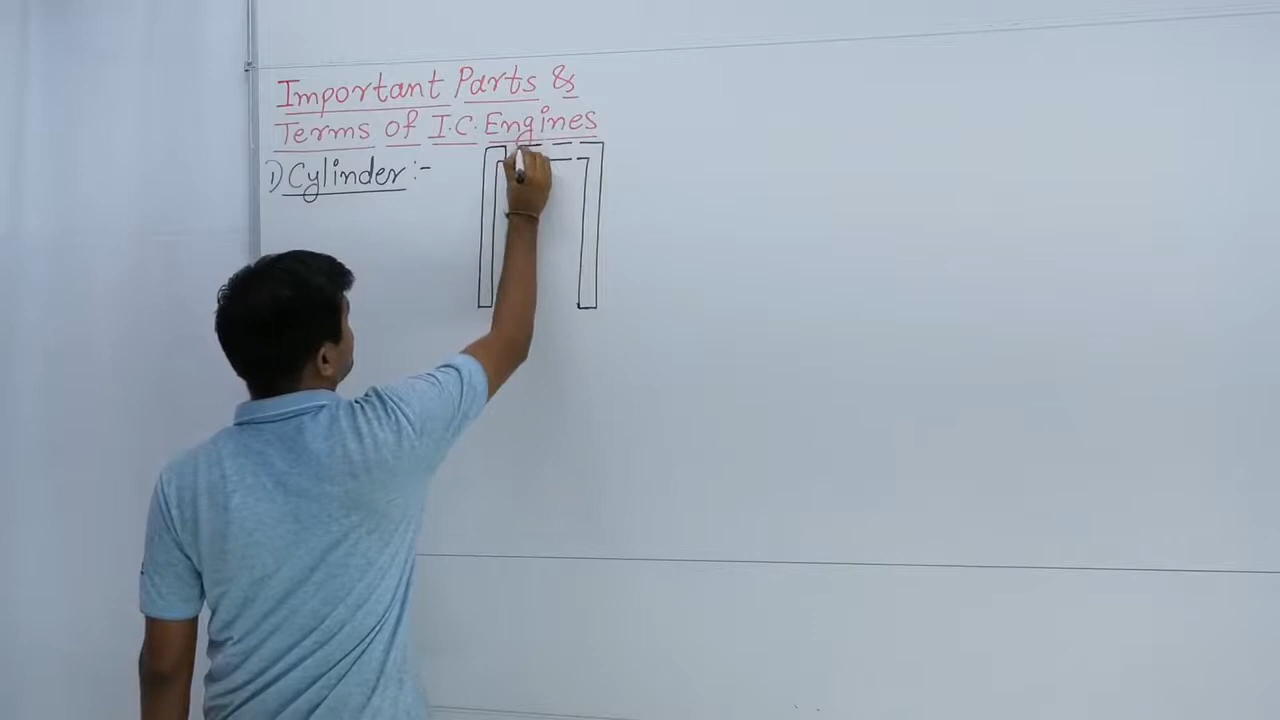 Important Parts &
Terms of I.C. Engines
1) Cylinder :-